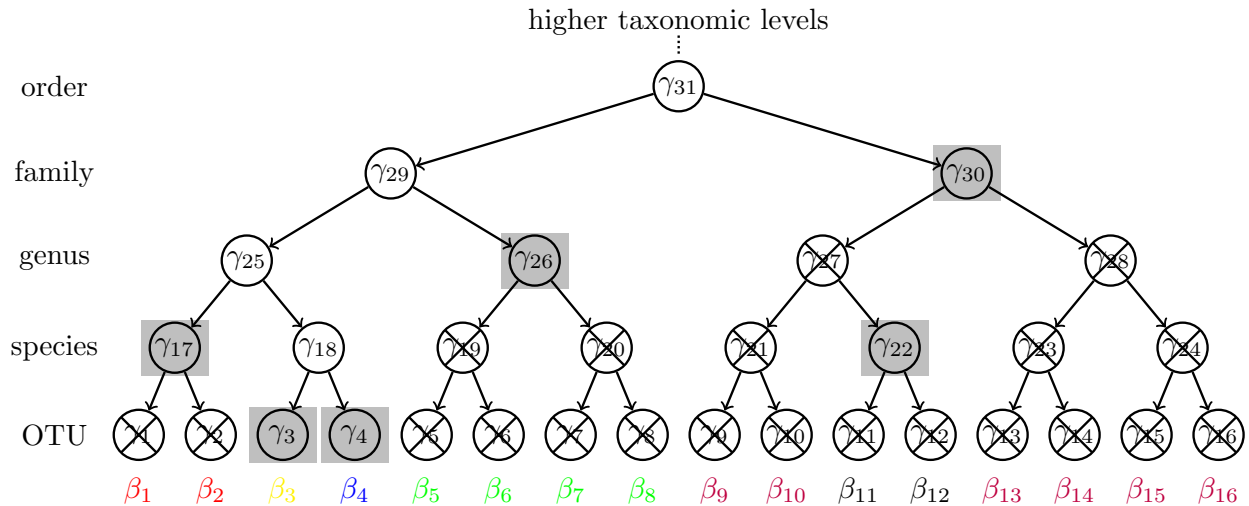 higher taxonomic levels
order γ31
family γ29 γ30
genus γ25 γ26 γ27 γ28
species γ17 γ18 γ19 γ20 γ21 γ22 γ23 γ24
OTU γ1 γ2 γ3 γ4 γ5 γ6 γ7 γ8 γ9 γ10 γ11 γ12 γ13 γ14 γ15 γ16
β1 β2 β3 β4 β5 β6 β7 β8 β9 β10 β11 β12 β13 β14 β15 β16